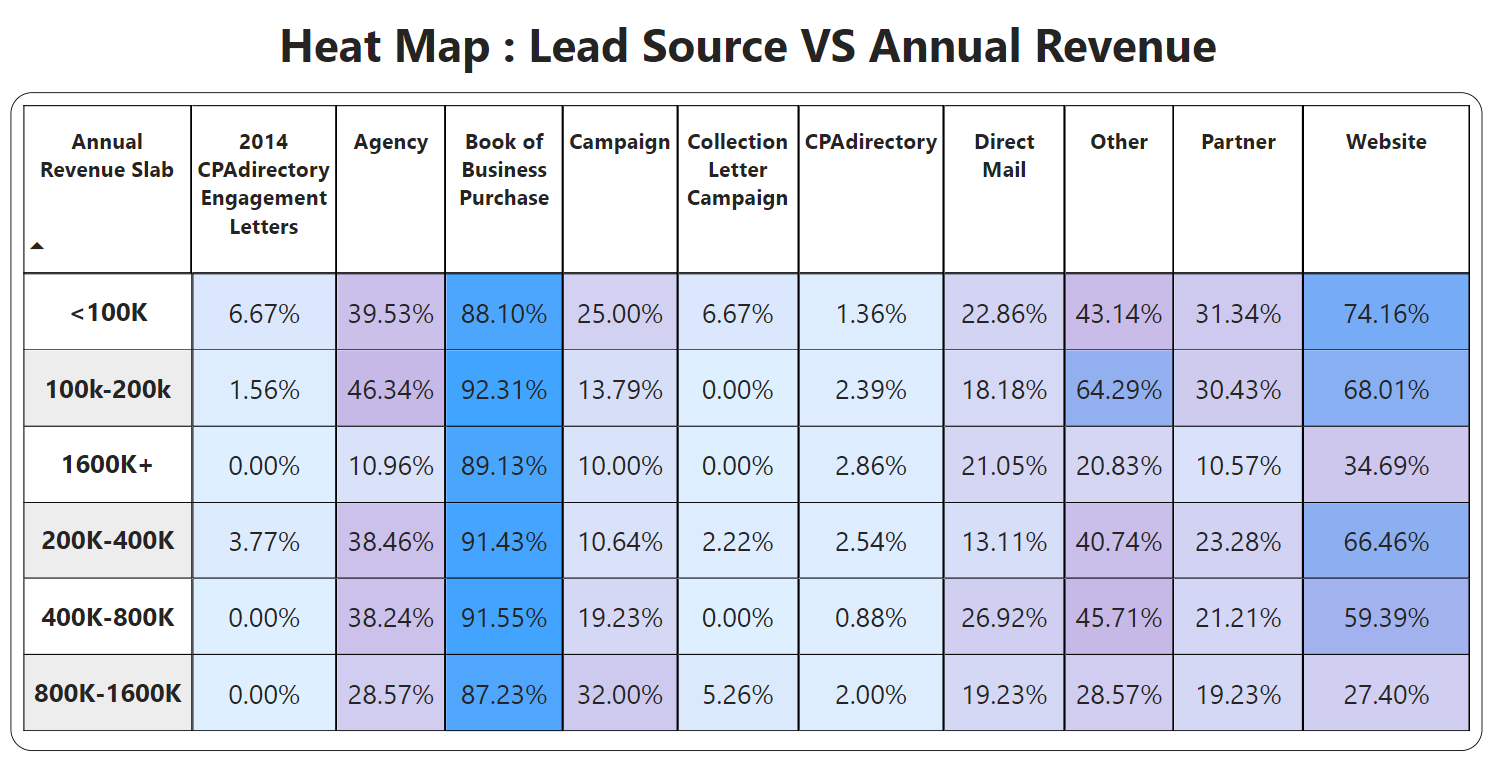 Heat Map : Lead Source VS Annual Revenue
Annual Revenue Slab 2014 CPAdirectory Engagement Letters Agency Book of Business Purchase Campaign Collection Letter Campaign CPAdirectory Direct Mail Other Partner Website
<100K 6.67% 39.53% 88.10% 25.00% 6.67% 1.36% 22.86% 43.14% 31.34% 74.16%
100k-200k 1.56% 46.34% 92.31% 13.79% 0.00% 2.39% 18.18% 64.29% 30.43% 68.01%
1600K+ 0.00% 10.96% 89.13% 10.00% 0.00% 2.86% 21.05% 20.83% 10.57% 34.69%
200K-400K 3.77% 38.46% 91.43% 10.64% 2.22% 2.54% 13.11% 40.74% 23.28% 66.46%
400K-800K 0.00% 38.24% 91.55% 19.23% 0.00% 0.88% 26.92% 45.71% 21.21% 59.39%
800K-1600K 0.00% 28.57% 87.23% 32.00% 5.26% 2.00% 19.23% 28.57% 19.23% 27.40%